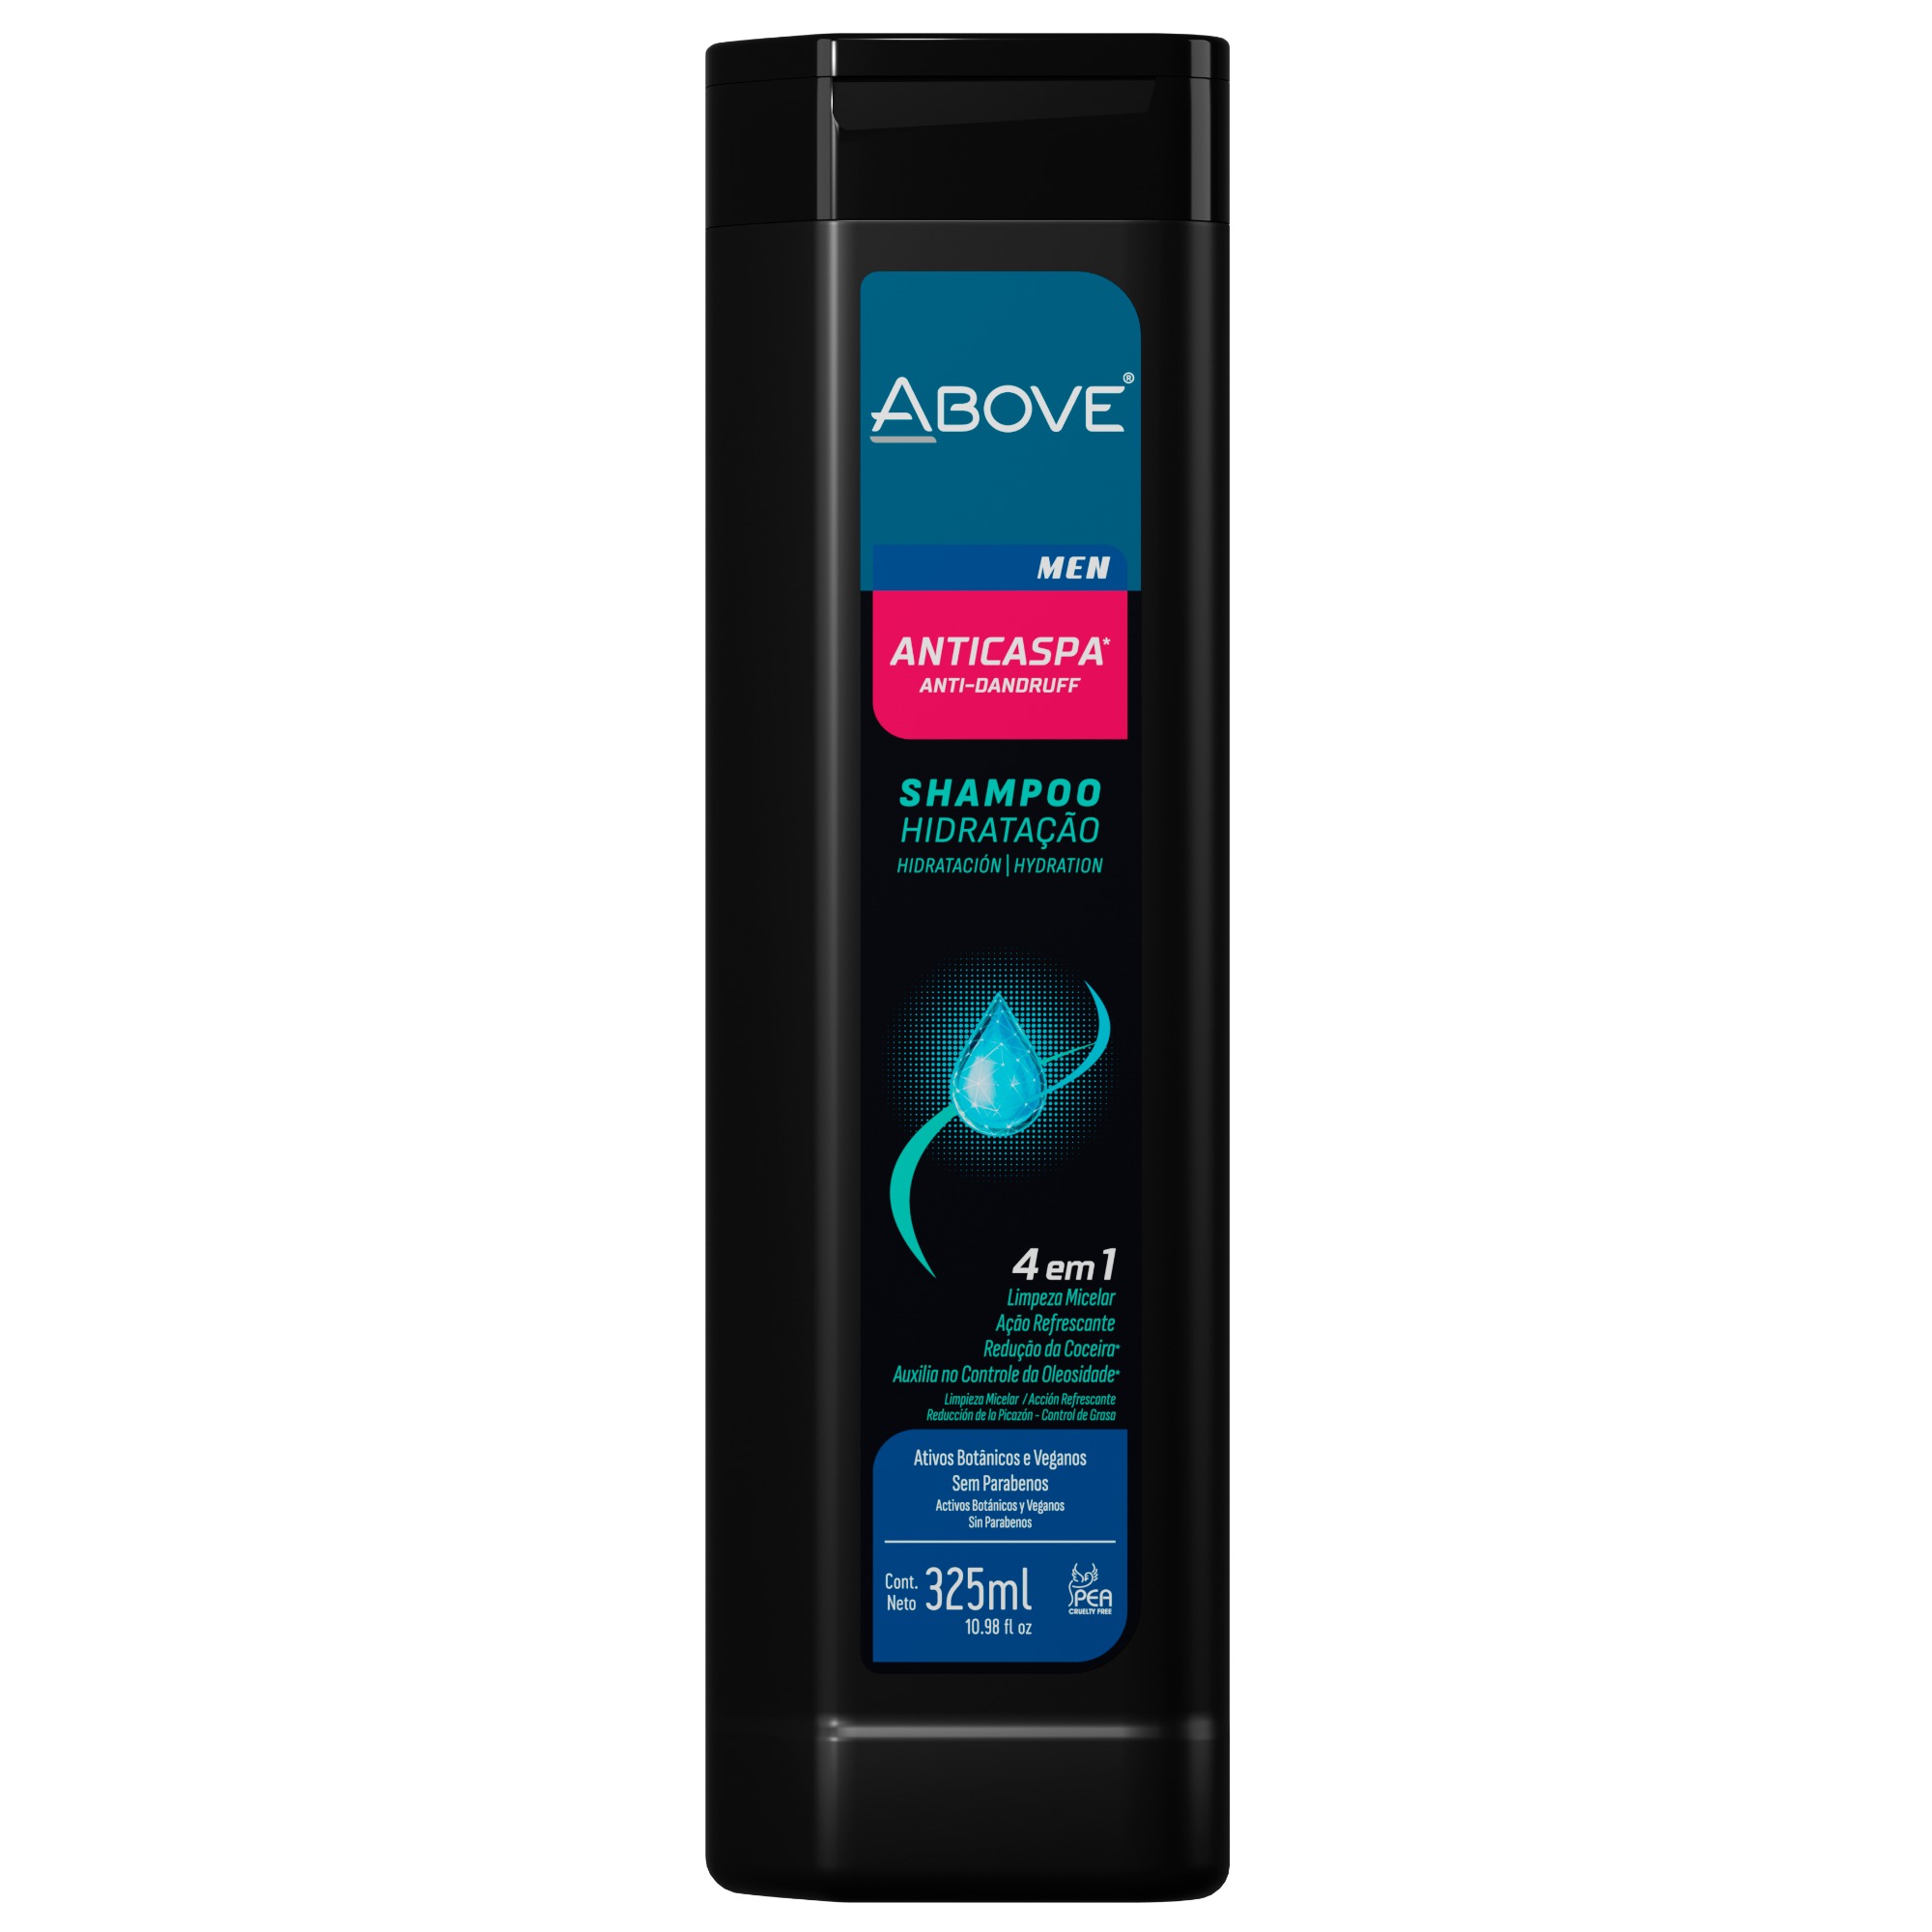 ABOVE®
MEN
ANTICASPA*
ANTI-DANDRUFF
SHAMPOO
HIDRATAÇÃO
HIDRATACIÓN | HYDRATION
4 em 1
Limpeza Micelar
Ação Refrescante
Redução da Coceira*
Auxilia no Controle da Oleosidade*
Limpieza Micelar / Acción Refrescante
Reducción de la Picazón - Control de Grasa
Ativos Botânicos e Veganos
Sem Parabenos
Activos Botánicos y Veganos
Sin Parabenos
Cont. Neto 325ml
10.98 fl oz
PEA
CRUELTY FREE